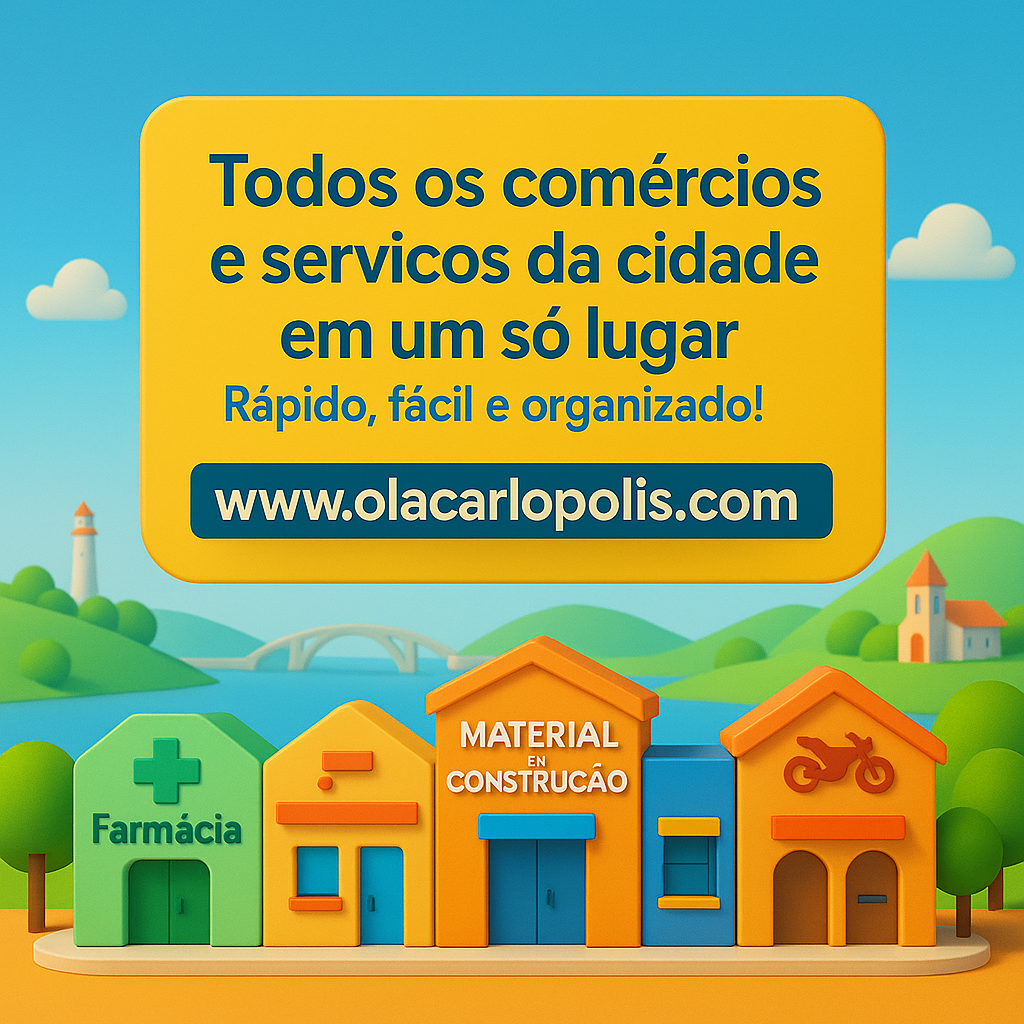 Todos os comércios
e servicos da cidade
em um só lugar
Rápido, fácil e organizado!
www.olacarlopolis.com
Farmácia
MATERIAL
EN
CONSTRUCÃO